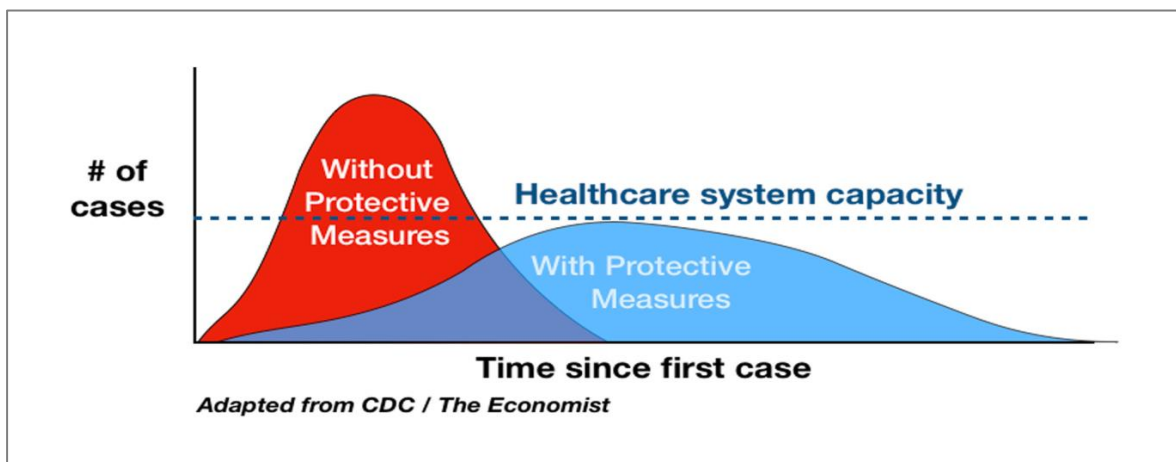 # of
cases
Without
Protective
Measures
Healthcare system capacity
With Protective
Measures
Time since first case
Adapted from CDC / The Economist